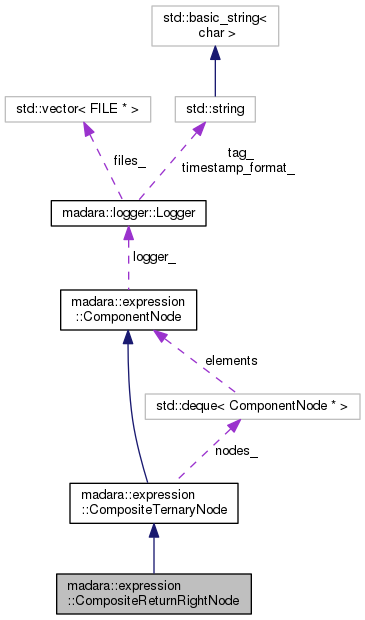 std::basic_string<
char >
std::vector< FILE * >
std::string
files_
tag_
timestamp_format_
madara::logger::Logger
logger_
madara::expression
::ComponentNode
elements
std::deque< ComponentNode * >
nodes_
madara::expression
::CompositeTernaryNode
madara::expression
::CompositeReturnRightNode